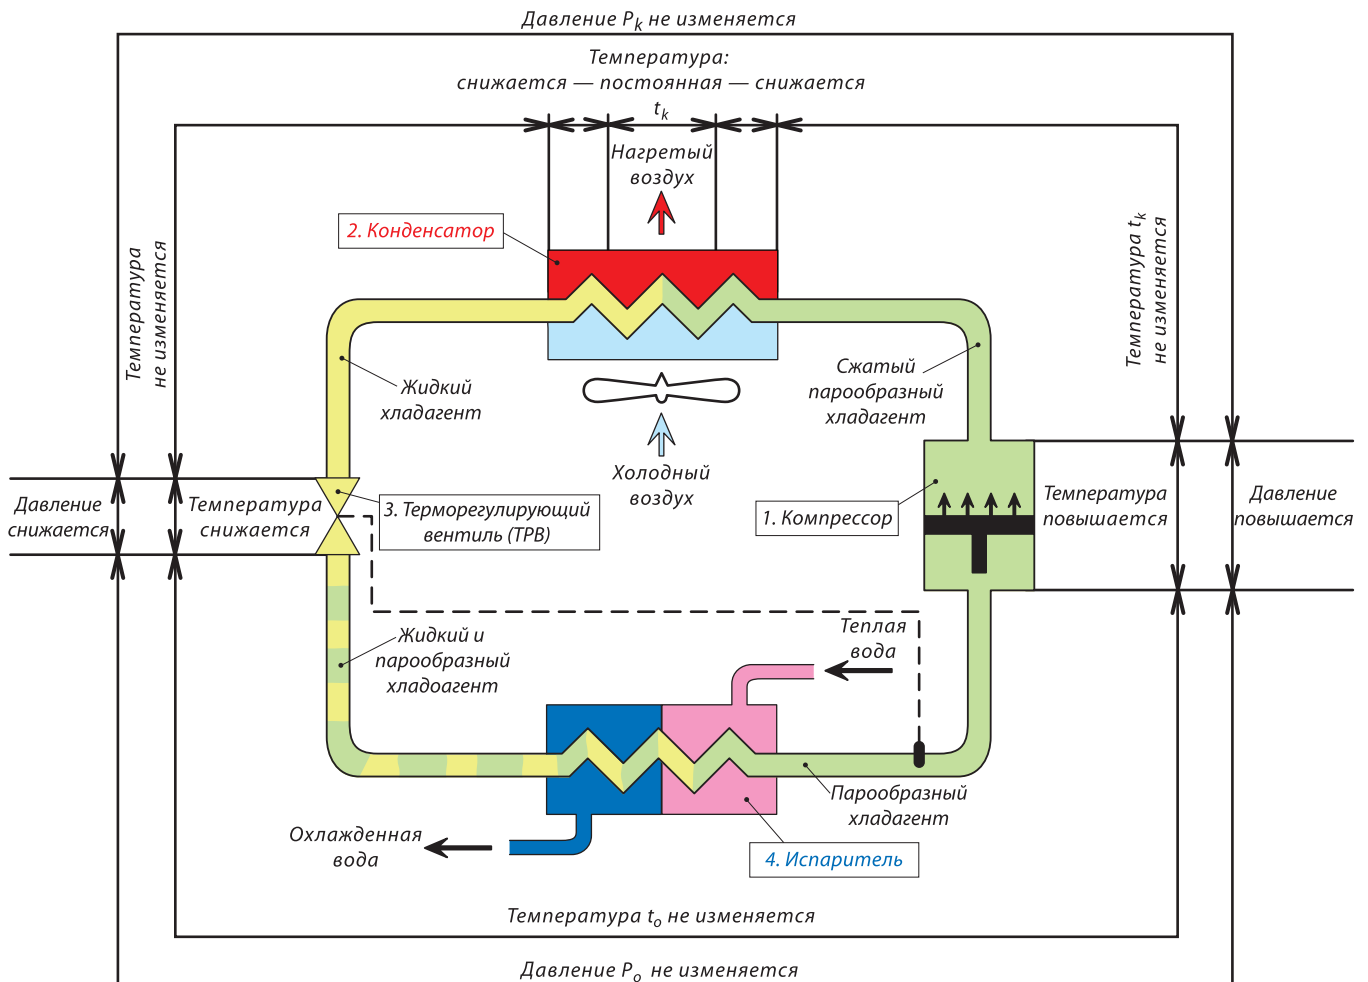 Давление Pk не изменяется
Температура:
снижается — постоянная — снижается
tk
Нагретый
воздух
2. Конденсатор
Температура
не изменяется
Температура tk
не изменяется
Жидкий
хладагент
Сжатый
парообразный
хладагент
Холодный
воздух
Давление
снижается
Температура
снижается
3. Терморегулирующий
вентиль (ТРВ)
1. Компрессор
Температура
повышается
Давление
повышается
Жидкий и
парообразный
хладоагент
Теплая
вода
Парообразный
хладагент
Охлажденная
вода
4. Испаритель
Температура to не изменяется
Давление Po не изменяется